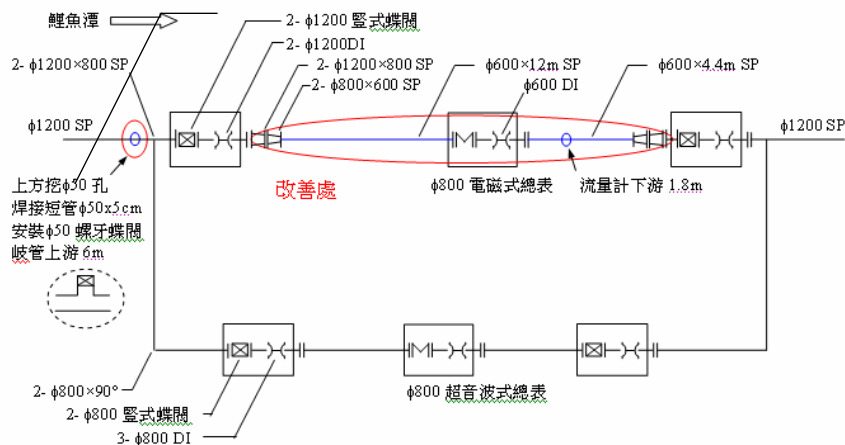 鯉魚潭
2- ϕ1200 豎式蝶閥
2- ϕ1200DI
2- ϕ1200×800 SP
2- ϕ1200×800 SP
2- ϕ800×600 SP
ϕ600×12m SP
ϕ600×4.4m SP
ϕ600 DI
ϕ1200 SP
ϕ1200 SP
上方挖ϕ50 孔
焊接短管ϕ50x5cm
安裝ϕ50 螺牙蝶閥
岐管上游 6m
改善處
ϕ800 電磁式總表
流量計下游 1.8m
2- ϕ800×90°
2- ϕ800 豎式蝶閥
3- ϕ800 DI
ϕ800 超音波式總表